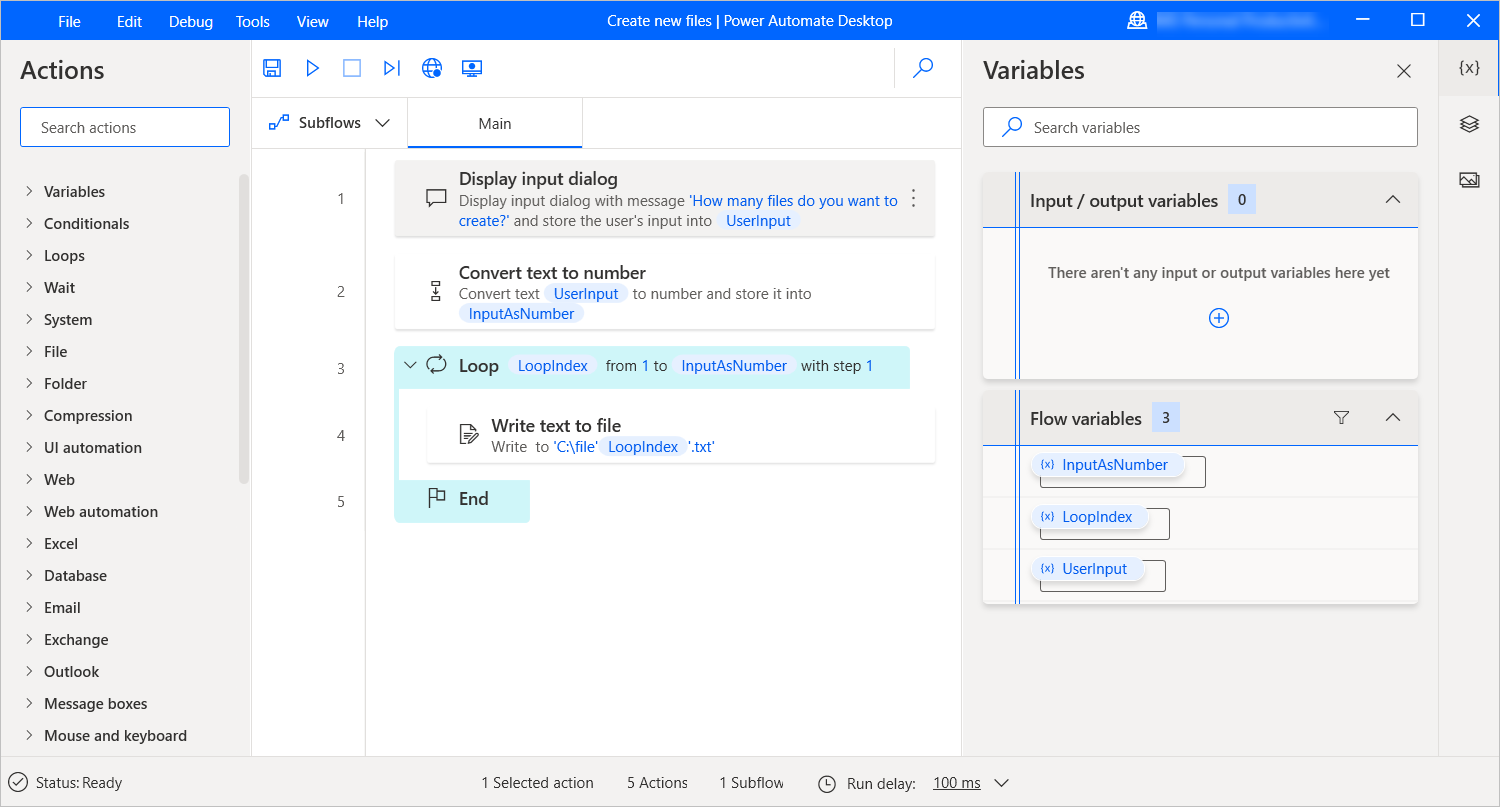 File Edit Debug Tools View Help Create new files | Power Automate Desktop
Actions
Search actions
Variables
Conditionals
Loops
Wait
System
File
Folder
Compression
UI automation
Web
Web automation
Excel
Database
Email
Exchange
Outlook
Message boxes
Mouse and keyboard
Subflows Main
1 Display input dialog
Display input dialog with message 'How many files do you want to
create?' and store the user's input into UserInput
2 Convert text to number
Convert text UserInput to number and store it into
InputAsNumber
3 Loop LoopIndex from 1 to InputAsNumber with step 1
4 Write text to file
Write to 'C:\file' LoopIndex '.txt'
5 End
Variables
{x}
Search variables
Input / output variables 0
There aren't any input or output variables here yet
Flow variables 3
{x} InputAsNumber
{x} LoopIndex
{x} UserInput
Status: Ready 1 Selected action 5 Actions 1 Subflow Run delay: 100 ms